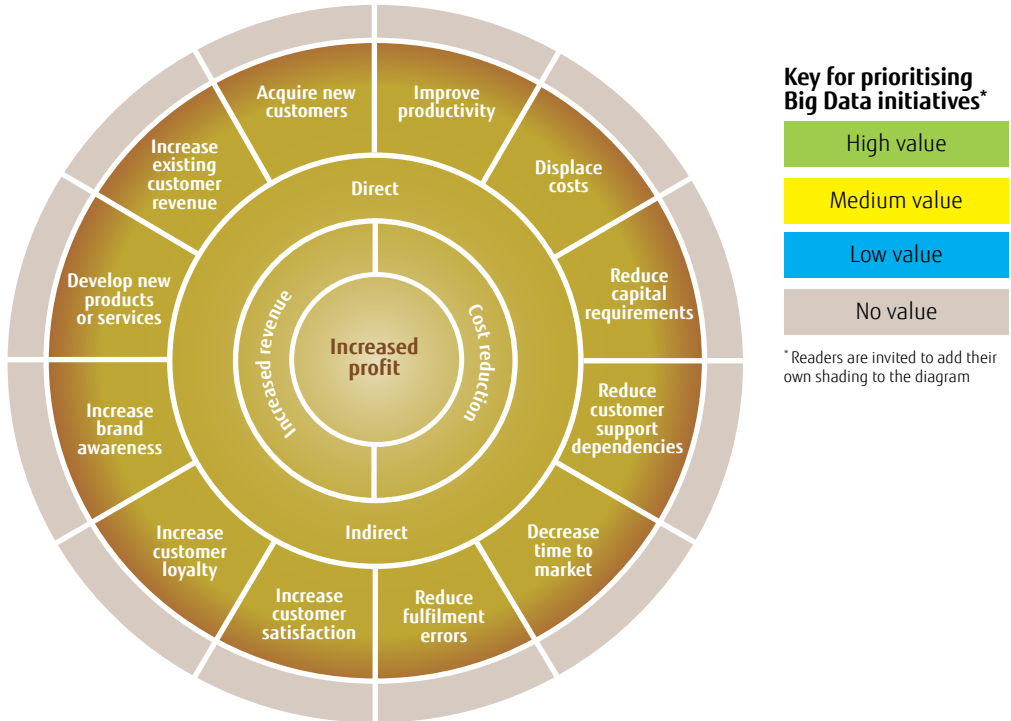 Acquire new
customers
Improve
productivity
Increase
existing
customer
revenue
Displace
costs
Direct
Develop new
products
or services
Reduce
capital
requirements
Increased revenue
Increased
profit
Cost reduction
Increase
brand
awareness
Reduce
customer
support
dependencies
Indirect
Increase
customer
loyalty
Decrease
time to
market
Increase
customer
satisfaction
Reduce
fulfilment
errors
Key for prioritising
Big Data initiatives*
High value
Medium value
Low value
No value
* Readers are invited to add their
own shading to the diagram